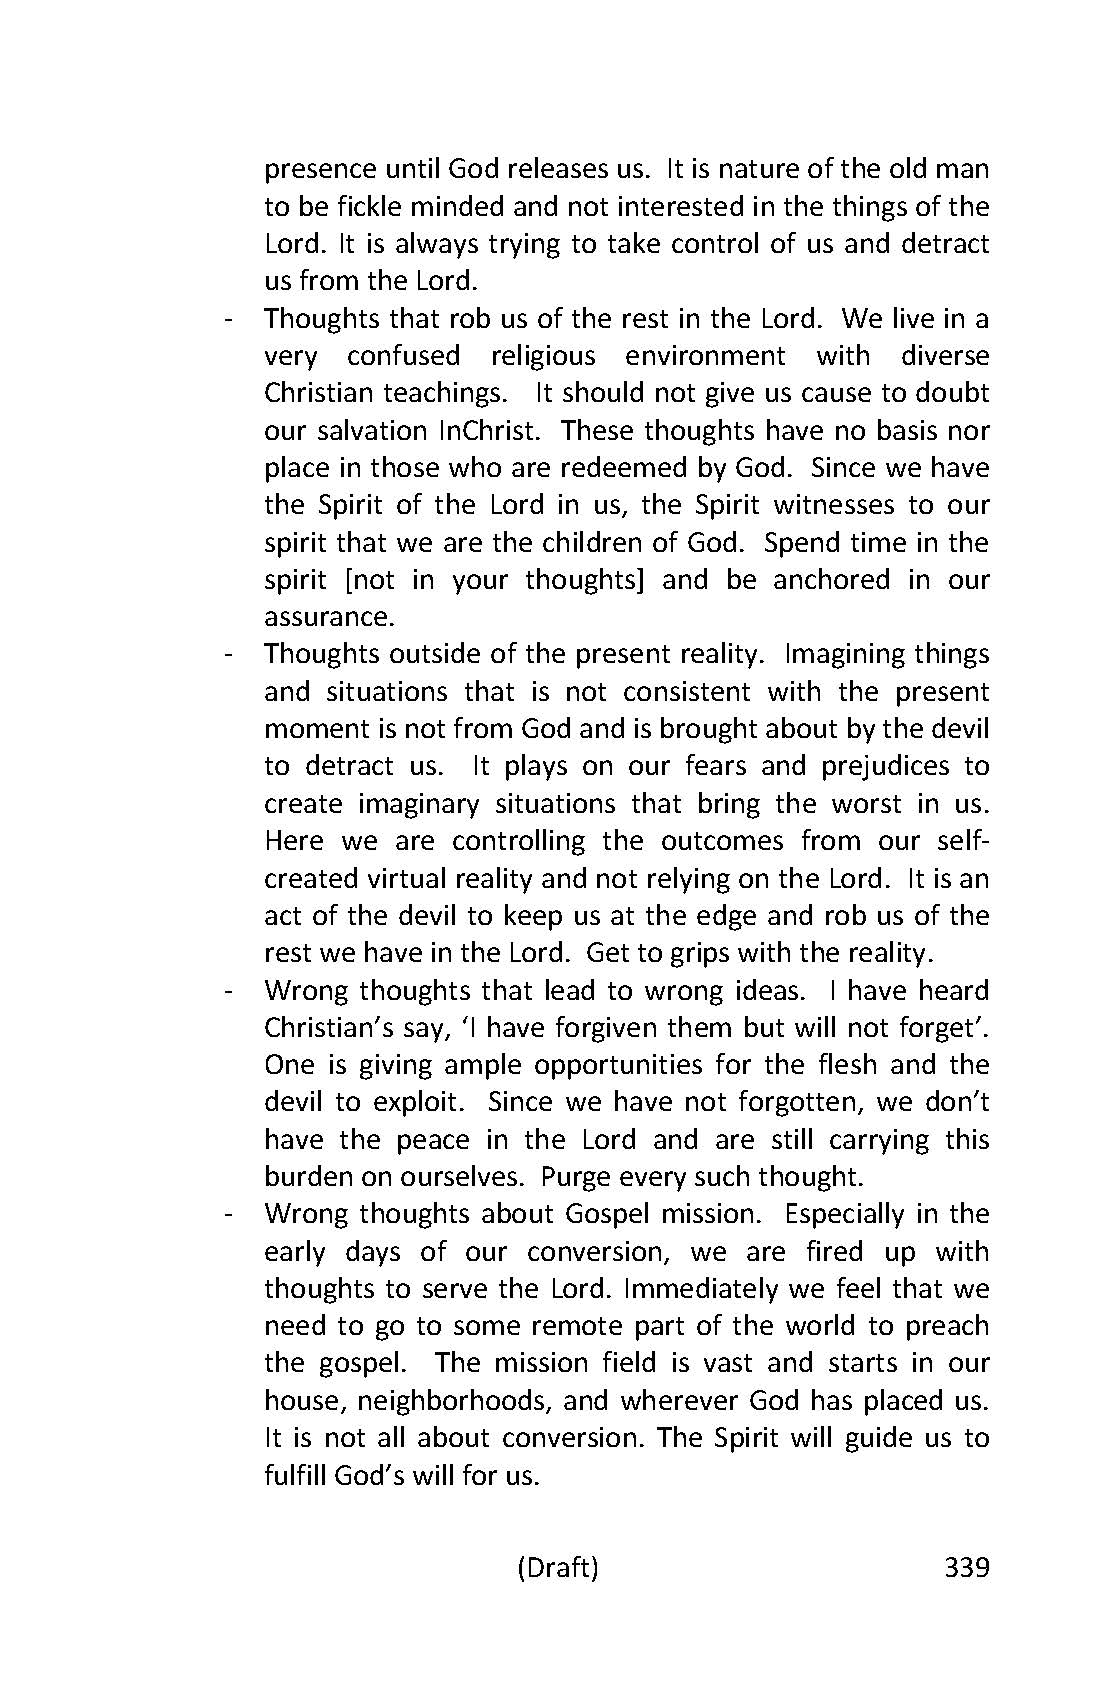 presence until God releases us.  It is nature of the old man
to be fickle minded and not interested in the things of the
Lord. It is always trying to take control of us and detract
us from the Lord.
- Thoughts that rob us of the rest in the Lord.  We live in a
very confused religious environment with diverse
Christian teachings.  It should not give us cause to doubt
our salvation InChrist.  These thoughts have no basis nor
place in those who are redeemed by God.  Since we have
the Spirit of the Lord in us, the Spirit witnesses to our
spirit that we are the children of God.  Spend time in the
spirit [not in your thoughts] and be anchored in our
assurance.
- Thoughts outside of the present reality.  Imagining things
and situations that is not consistent with the present
moment is not from God and is brought about by the devil
to detract us.  It plays on our fears and prejudices to
create imaginary situations that bring the worst in us.
Here we are controlling the outcomes from our self-
created virtual reality and not relying on the Lord.  It is an
act of the devil to keep us at the edge and rob us of the
rest we have in the Lord.  Get to grips with the reality.
- Wrong thoughts that lead to wrong ideas.  I have heard
Christian’s say, ‘I have forgiven them but will not forget’.
One is giving ample opportunities for the flesh and the
devil to exploit.  Since we have not forgotten, we don’t
have the peace in the Lord and are still carrying this
burden on ourselves.  Purge every such thought.
- Wrong thoughts about Gospel mission.  Especially in the
early days of our conversion, we are fired up with
thoughts to serve the Lord. Immediately we feel that we
need to go to some remote part of the world to preach
the gospel.  The mission field is vast and starts in our
house, neighborhoods, and wherever God has placed us.
It is not all about conversion. The Spirit will guide us to
fulfill God’s will for us.
(Draft) 339